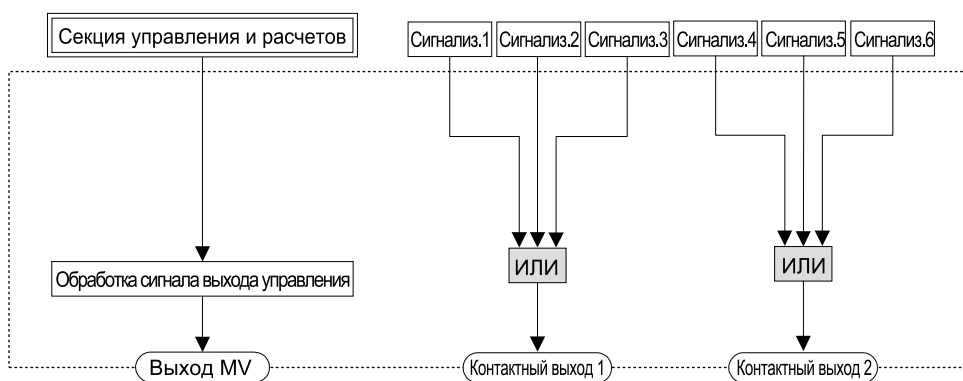 Секция управления и расчетов
Сигнализ.1 Сигнализ.2 Сигнализ.3 Сигнализ.4 Сигнализ.5 Сигнализ.6
ИЛИ ИЛИ
Обработка сигнала выхода управления
Выход MV Контактный выход 1 Контактный выход 2